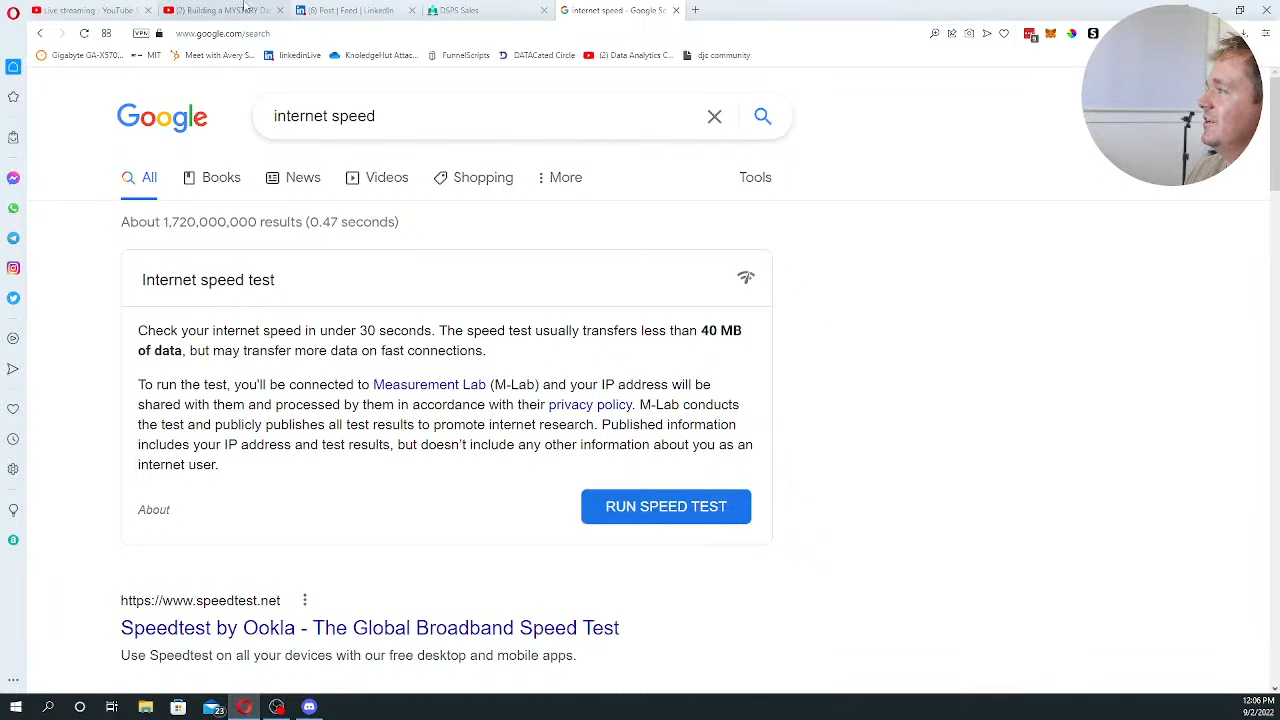 Live streaming - YouTube S
(2) Building a MYSTERY Dat
(6) Post | Feed | LinkedIn
DSPS Sales
internet speed - Google Se
VPN
www.google.com/search
Gigabyte GA-X570...
MIT
Meet with Avery S...
linkedinLive
KnoledgeHut Attac...
FunnelScripts
DATACated Circle
(2) (Data Analytics C...
djc community
Google
internet speed
All
Books
News
Videos
Shopping
More
Tools
About 1,720,000,000 results (0.47 seconds)
Internet speed test
Check your internet speed in under 30 seconds. The speed test usually transfers less than 40 MB
of data, but may transfer more data on fast connections.
To run the test, you'll be connected to Measurement Lab (M-Lab) and your IP address will be
shared with them and processed by them in accordance with their privacy policy. M-Lab conducts
the test and publicly publishes all test results to promote internet research. Published information
includes your IP address and test results, but doesn’t include any other information about you as an
internet user.
About
RUN SPEED TEST
https://www.speedtest.net
Speedtest by Ookla - The Global Broadband Speed Test
Use Speedtest on all your devices with our free desktop and mobile apps.
23
12:06 PM
9/2/2022